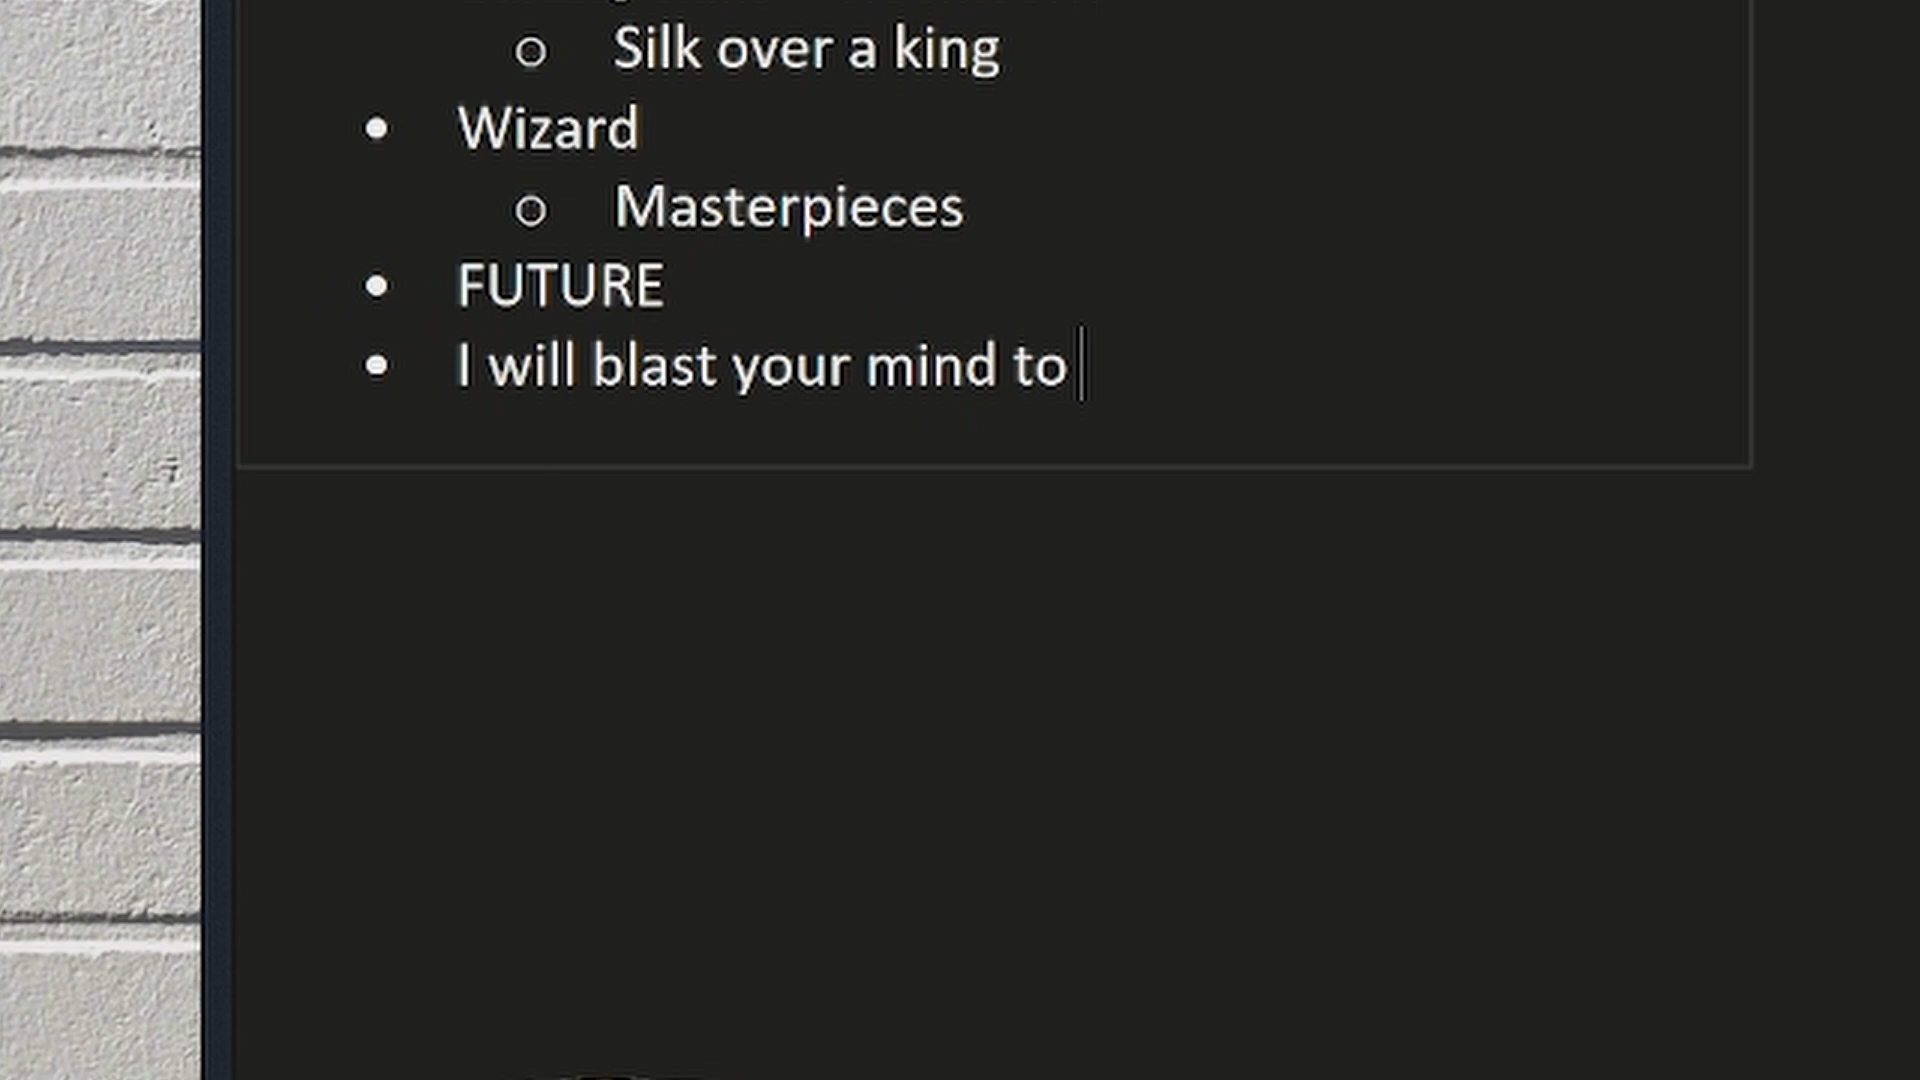 Silk over a king
Wizard
Masterpieces
FUTURE
I will blast your mind to